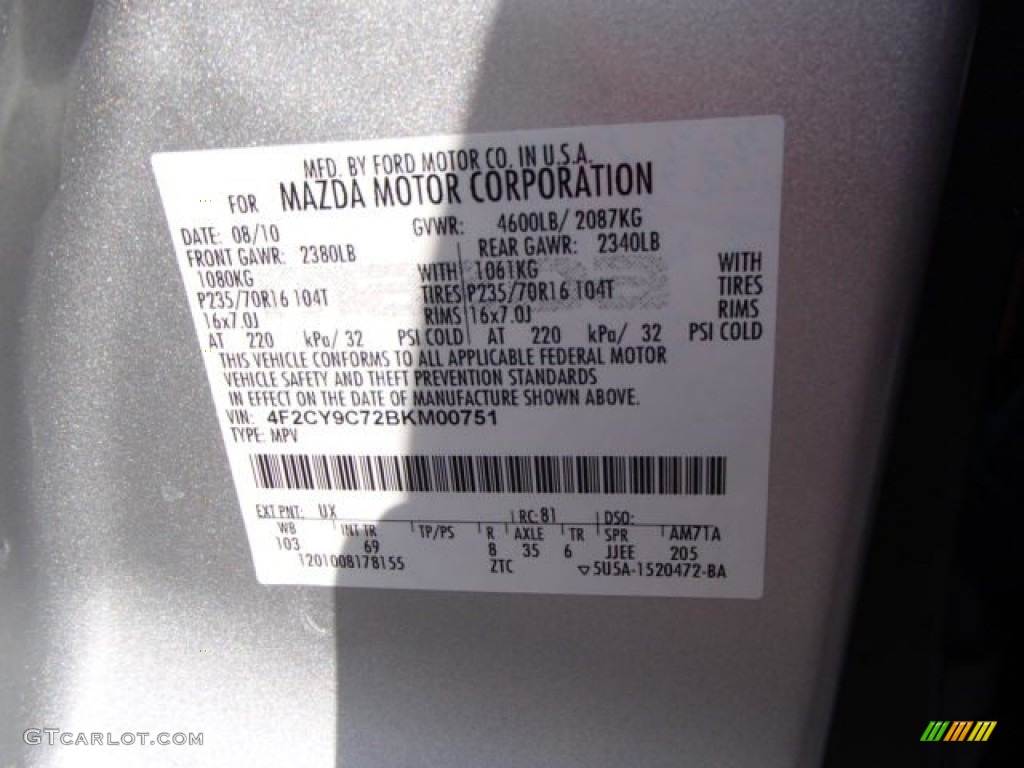 MFD. BY FORD MOTOR CO. IN U.S.A.
FOR MAZDA MOTOR CORPORATION
DATE: 08/10 GVWR: 4600LB/ 2087KG
FRONT GAWR: 2380LB REAR GAWR: 2340LB
1080KG WITH 1061KG WITH
P235/70R16 104T TIRES P235/70R16 104T TIRES
16x7.0J RIMS 16x7.0J RIMS
AT 220 kPa/ 32 PSI COLD AT 220 kPa/ 32 PSI COLD
THIS VEHICLE CONFORMS TO ALL APPLICABLE FEDERAL MOTOR
VEHICLE SAFETY AND THEFT PREVENTION STANDARDS
IN EFFECT ON THE DATE OF MANUFACTURE SHOWN ABOVE.
VIN: 4F2CY9C72BKM00751
TYPE: MPV
EXT PNT: UX RC: 81 DSO:
WB INT TR TP/PS R AXLE TR SPR AM71A
103 69 8 35 6 JJEE 205
1201008178155 ZTC 5U5A-1520472-BA
GTCARLOT.COM